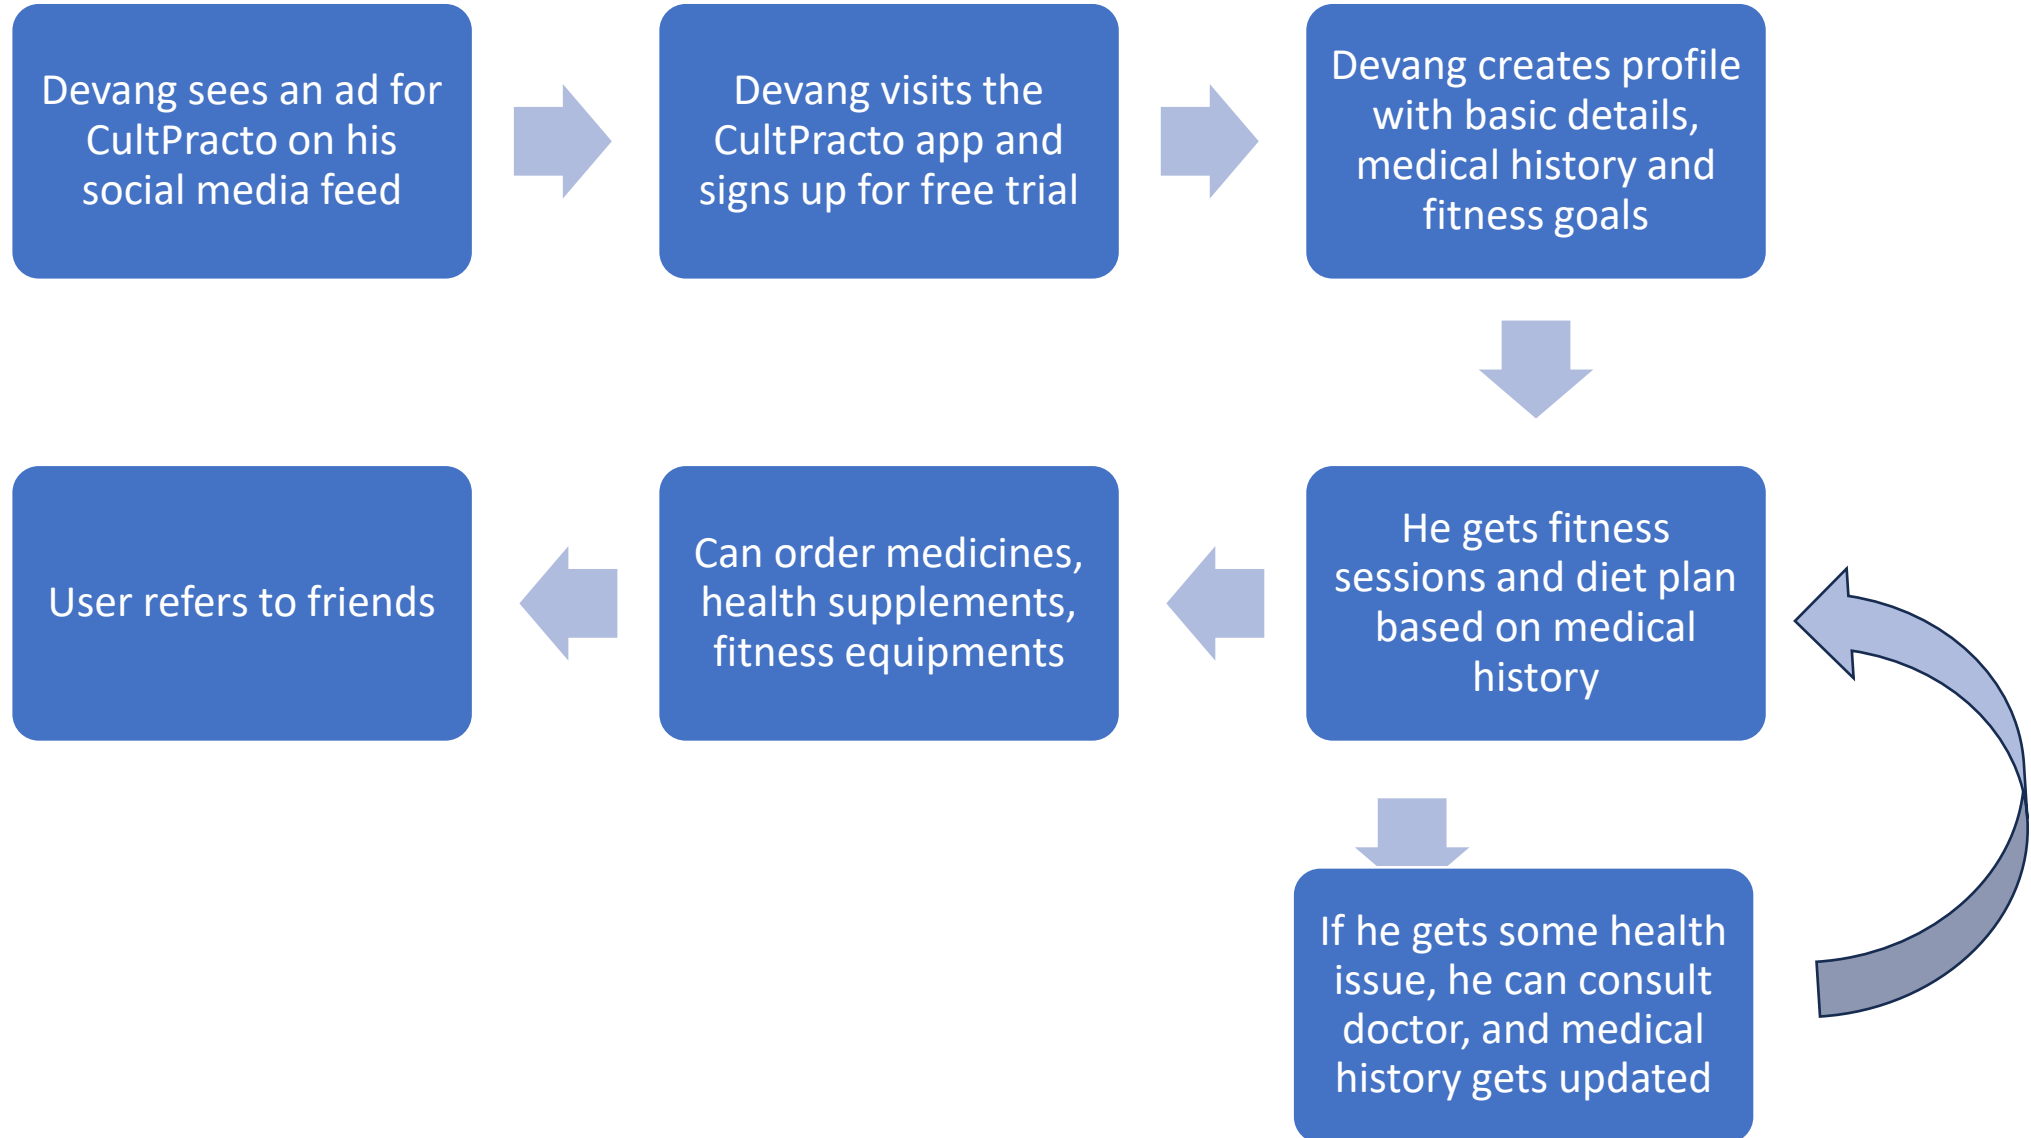 Devang sees an ad for
CultPracto on his
social media feed
Devang visits the
CultPracto app and
signs up for free trial
Devang creates profile
with basic details,
medical history and
fitness goals
He gets fitness
sessions and diet plan
based on medical
history
Can order medicines,
health supplements,
fitness equipments
User refers to friends
If he gets some health
issue, he can consult
doctor, and medical
history gets updated